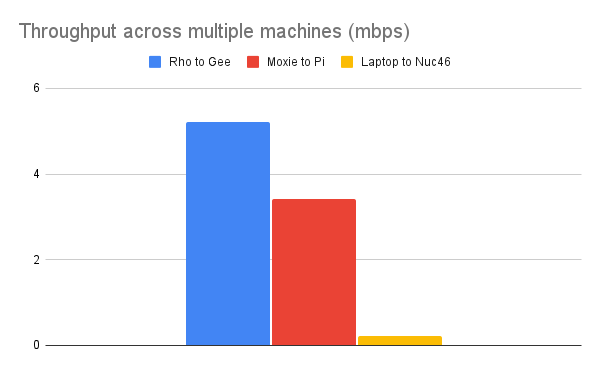 Throughput across multiple machines (mbps)
Rho to Gee Moxie to Pi Laptop to Nuc46
6
4
2
0